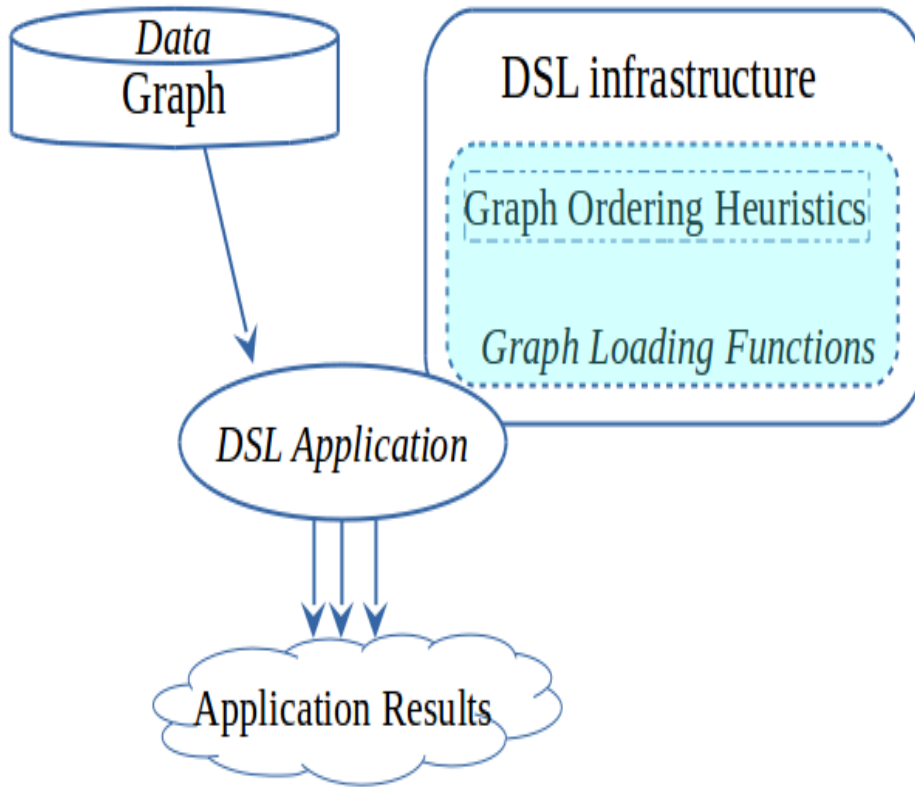 Data
Graph
DSL infrastructure
Graph Ordering Heuristics
Graph Loading Functions
DSL Application
Application Results